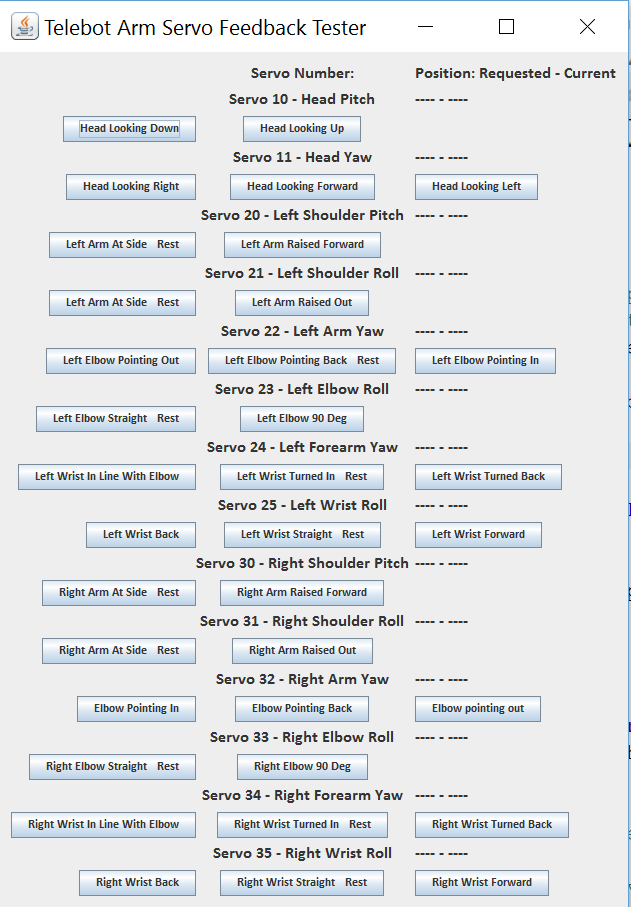 Telebot Arm Servo Feedback Tester
Servo Number: Position: Requested - Current
Servo 10 - Head Pitch ---- - ----
Head Looking Down Head Looking Up
Servo 11 - Head Yaw ---- - ----
Head Looking Right Head Looking Forward Head Looking Left
Servo 20 - Left Shoulder Pitch ---- - ----
Left Arm At Side Rest Left Arm Raised Forward
Servo 21 - Left Shoulder Roll ---- - ----
Left Arm At Side Rest Left Arm Raised Out
Servo 22 - Left Arm Yaw ---- - ----
Left Elbow Pointing Out Left Elbow Pointing Back Rest Left Elbow Pointing In
Servo 23 - Left Elbow Roll ---- - ----
Left Elbow Straight Rest Left Elbow 90 Deg
Servo 24 - Left Forearm Yaw ---- - ----
Left Wrist In Line With Elbow Left Wrist Turned In Rest Left Wrist Turned Back
Servo 25 - Left Wrist Roll ---- - ----
Left Wrist Back Left Wrist Straight Rest Left Wrist Forward
Servo 30 - Right Shoulder Pitch ---- - ----
Right Arm At Side Rest Right Arm Raised Forward
Servo 31 - Right Shoulder Roll ---- - ----
Right Arm At Side Rest Right Arm Raised Out
Servo 32 - Right Arm Yaw ---- - ----
Elbow Pointing In Elbow Pointing Back Elbow pointing out
Servo 33 - Right Elbow Roll ---- - ----
Right Elbow Straight Rest Right Elbow 90 Deg
Servo 34 - Right Forearm Yaw ---- - ----
Right Wrist In Line With Elbow Right Wrist Turned In Rest Right Wrist Turned Back
Servo 35 - Right Wrist Roll ---- - ----
Right Wrist Back Right Wrist Straight Rest Right Wrist Forward